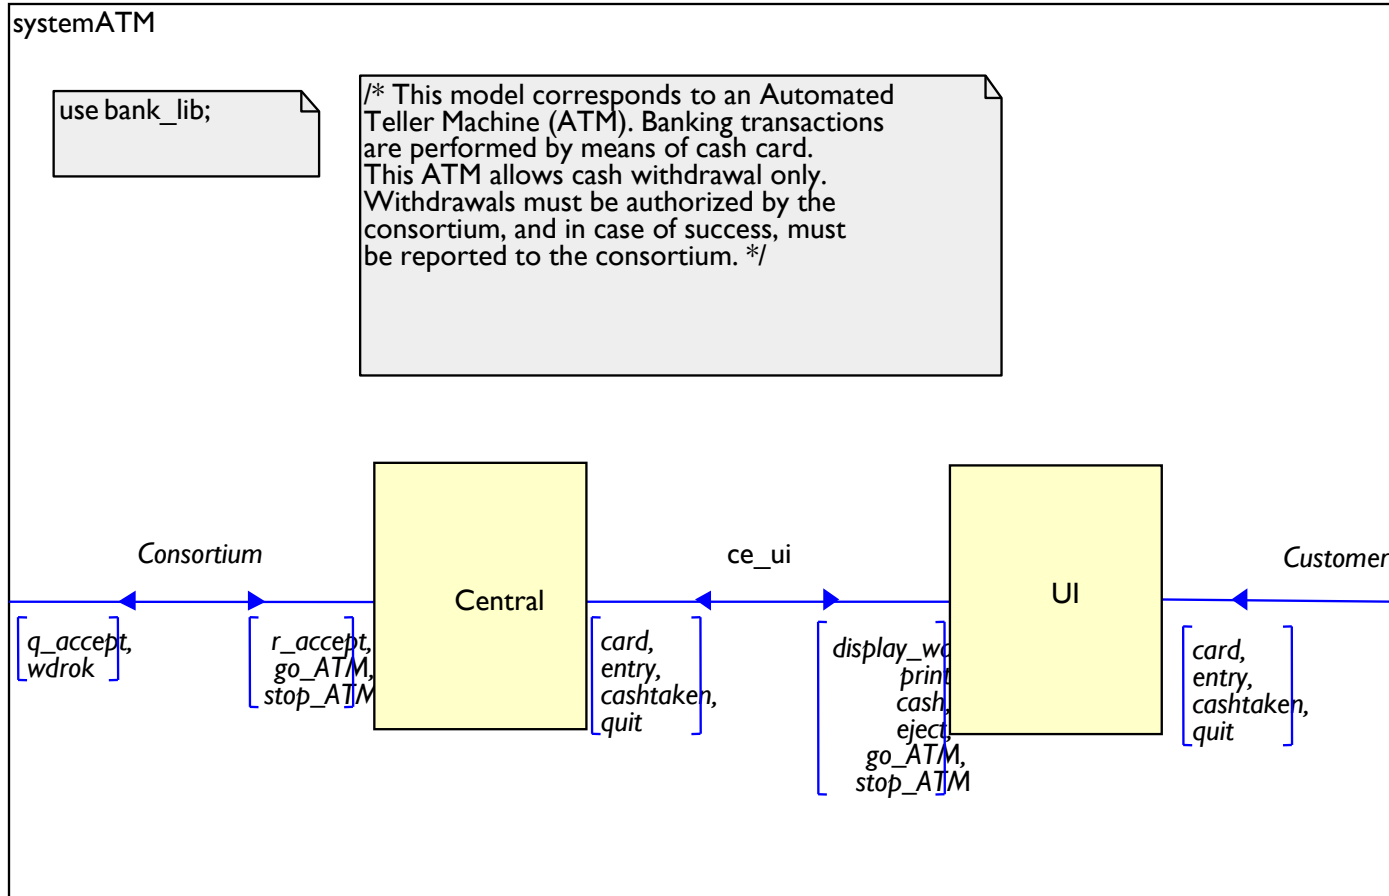 systemATM
use bank_lib;
/* This model corresponds to an Automated
Teller Machine (ATM). Banking transactions
are performed by means of cash card.
This ATM allows cash withdrawal only.
Withdrawals must be authorized by the
consortium, and in case of success, must
be reported to the consortium. */
Consortium
q_accept,
wdrok
r_accept,
go_ATM,
stop_ATM
Central
ce_ui
card,
entry,
cashtaken,
quit
print
cash,
eject,
go_ATM,
stop_ATM
UI
Customer
card,
entry,
cashtaken,
quit